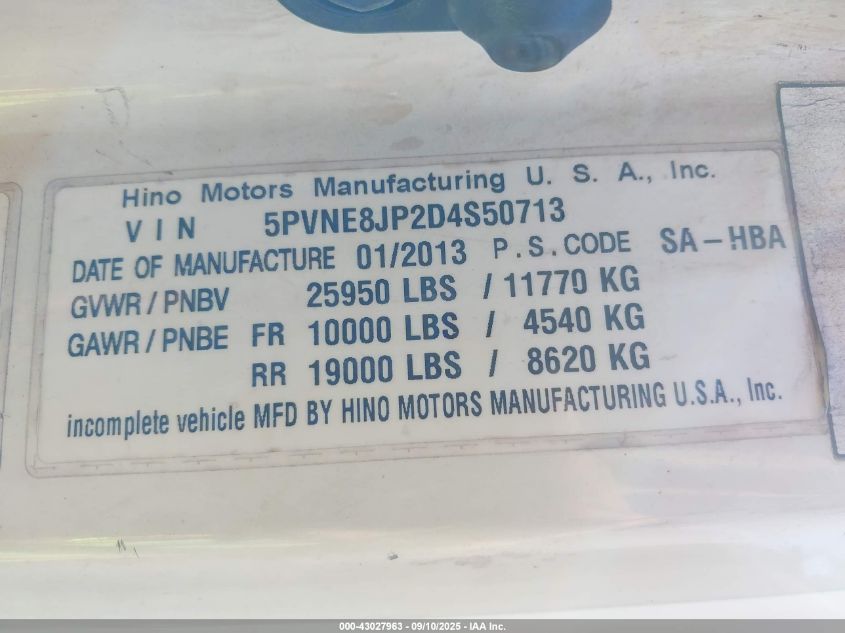 Hino Motors Manufacturing U. S. A., Inc.
VIN 5PVNE8JP2D4S50713
DATE OF MANUFACTURE 01/2013 P.S.CODE SA-HBA
GVWR / PNBV 25950 LBS / 11770 KG
GAWR / PNBE FR 10000 LBS / 4540 KG
RR 19000 LBS / 8620 KG
incomplete vehicle MFD BY HINO MOTORS MANUFACTURING U.S.A., Inc.
000-43027963 - 09/10/2025 - IAA Inc.